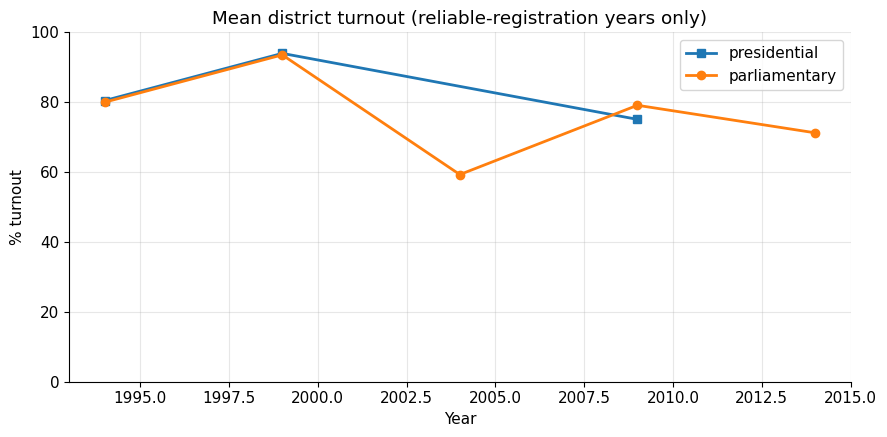 Mean district turnout (reliable-registration years only)
100
80
60
40
20
0
% turnout
presidential
parliamentary
1995.0 1997.5 2000.0 2002.5 2005.0 2007.5 2010.0 2012.5 2015.0
Year